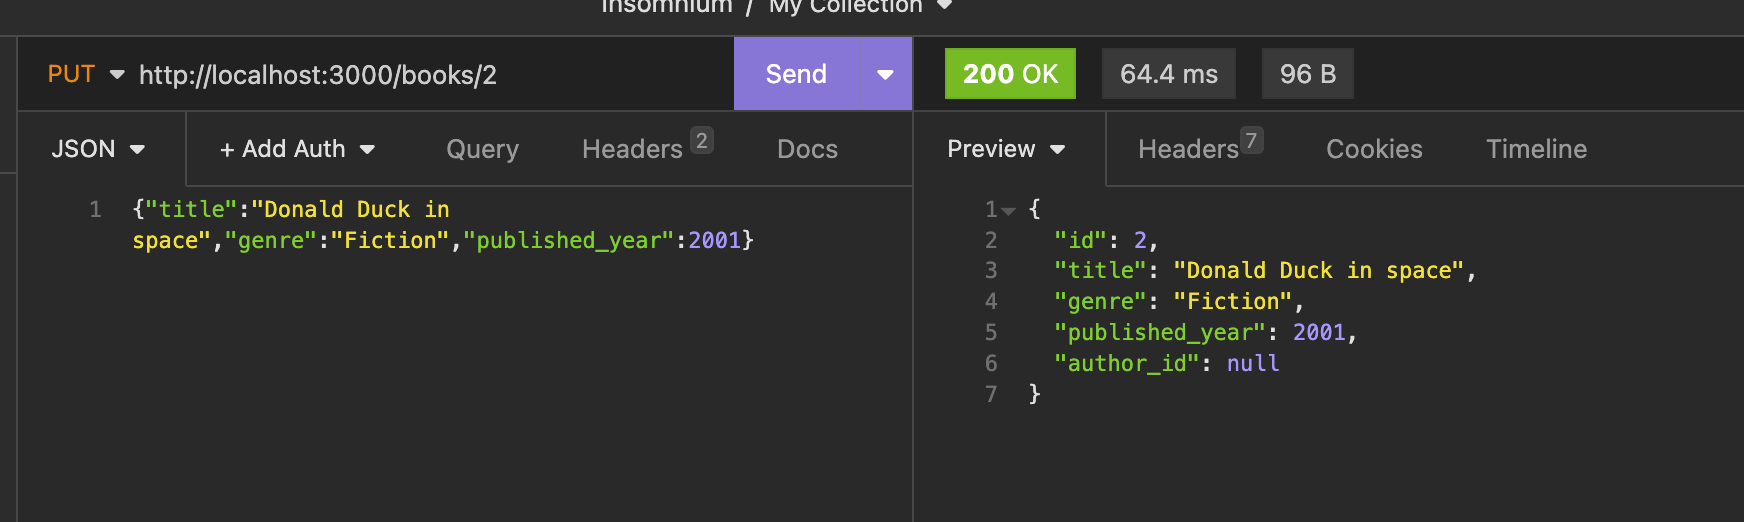 Insomnium / My Collection
PUT http://localhost:3000/books/2 Send 200 OK 64.4 ms 96 B
JSON + Add Auth Query Headers 2 Docs Preview Headers 7 Cookies Timeline
1 {"title":"Donald Duck in
space","genre":"Fiction","published_year":2001}
1 {
2 "id": 2,
3 "title": "Donald Duck in space",
4 "genre": "Fiction",
5 "published_year": 2001,
6 "author_id": null
7 }